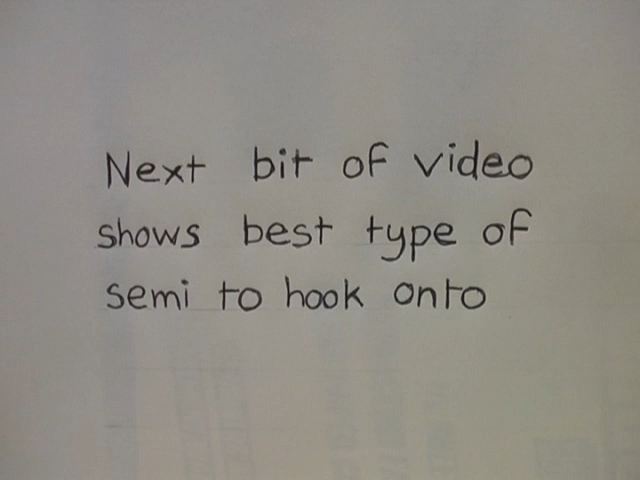 Next bit of video
shows best type of
semi to hook onto